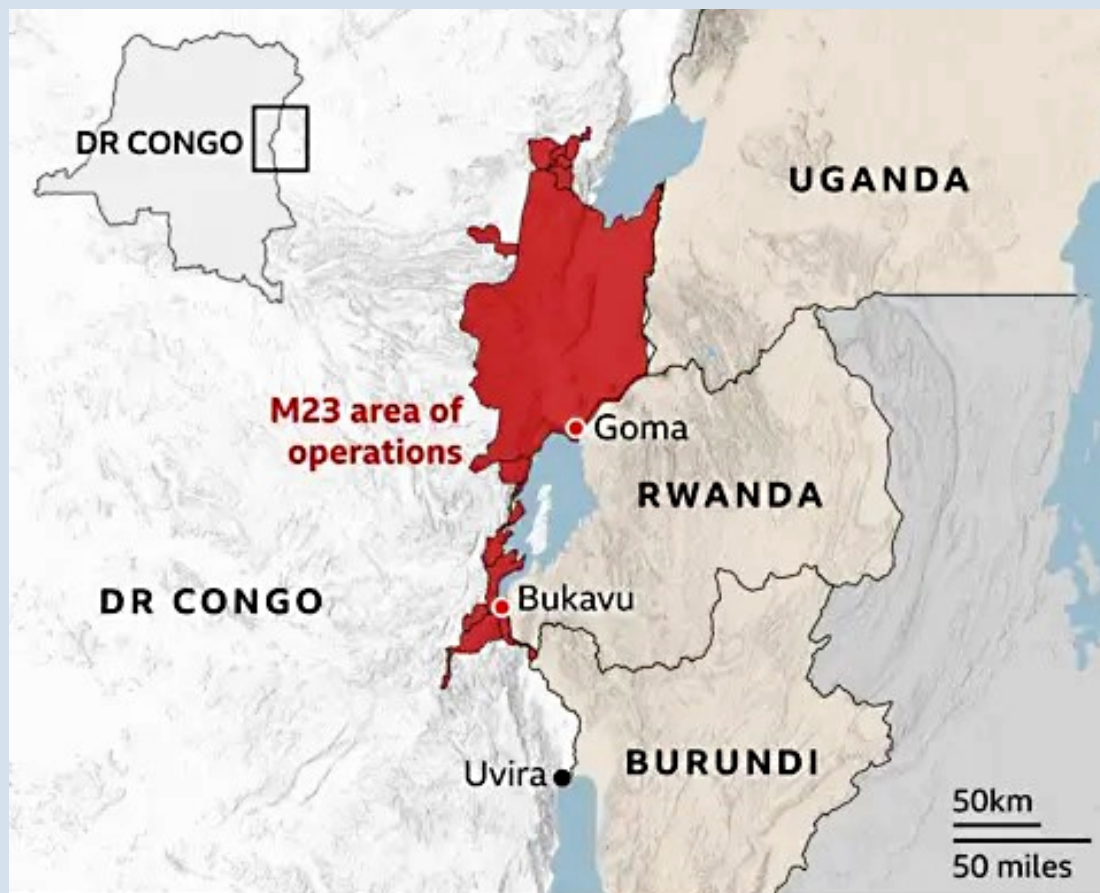 DR CONGO
UGANDA
M23 area of
operations
Goma
RWANDA
DR CONGO
Bukavu
Uvira
BURUNDI
50km
50 miles